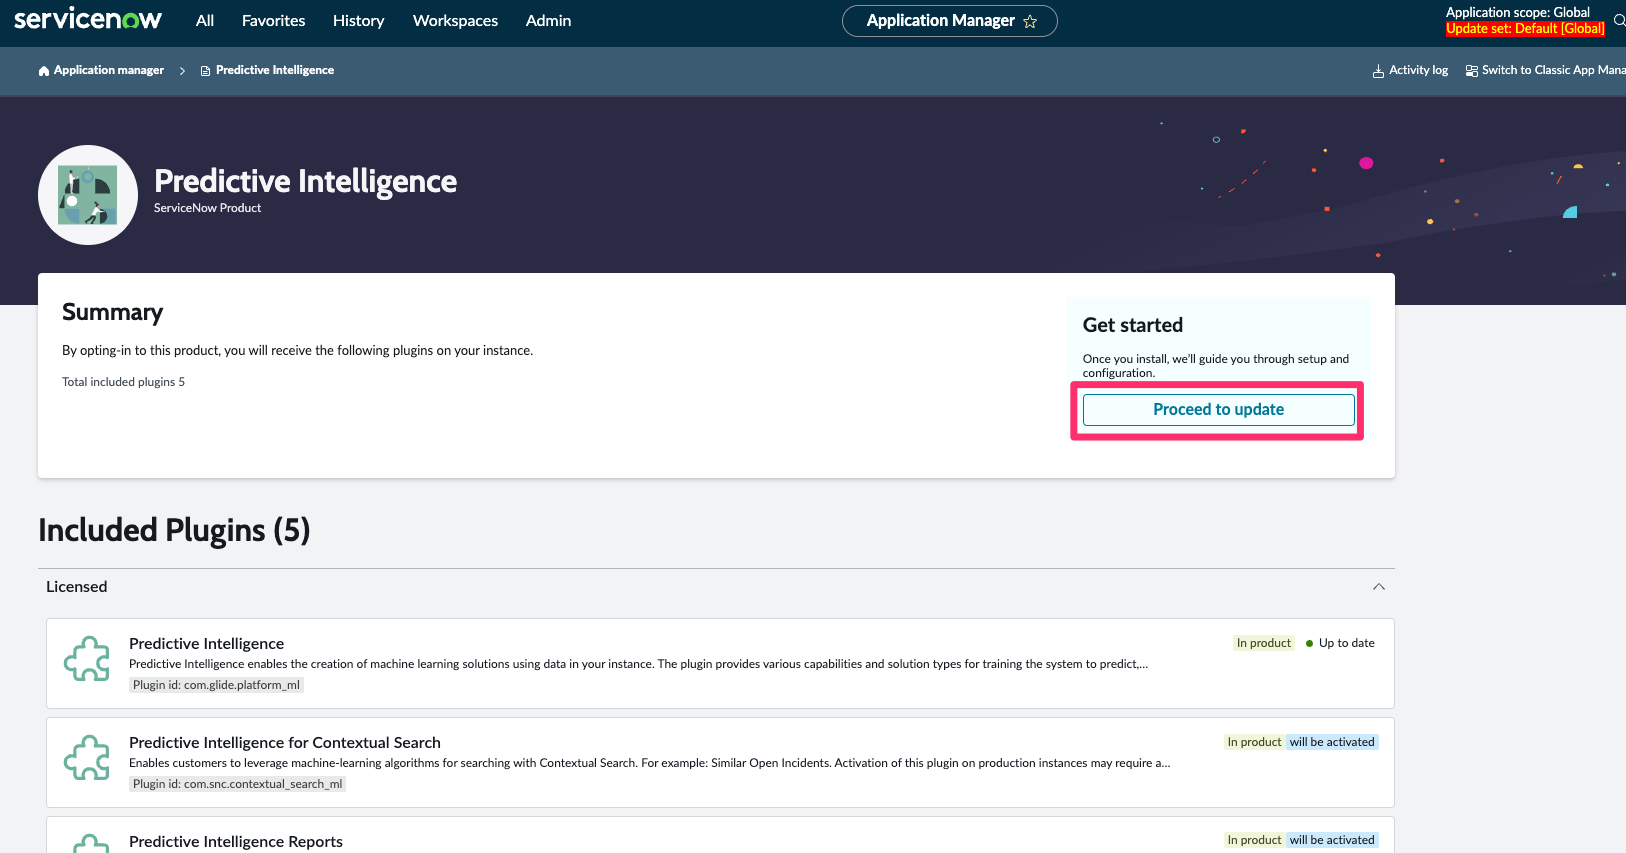 servicenow
All
Favorites
History
Workspaces
Admin
Application Manager
Application scope: Global
Update set: Default [Global]
Application manager
Predictive Intelligence
Activity log
Switch to Classic App Mana
Predictive Intelligence
ServiceNow Product
Summary
By opting-in to this product, you will receive the following plugins on your instance.
Total included plugins 5
Get started
Once you install, we'll guide you through setup and
configuration.
Proceed to update
Included Plugins (5)
Licensed
Predictive Intelligence
In product
Up to date
Predictive Intelligence enables the creation of machine learning solutions using data in your instance. The plugin provides various capabilities and solution types for training the system to predict,...
Plugin id: com.glide.platform_ml
Predictive Intelligence for Contextual Search
In product
will be activated
Enables customers to leverage machine-learning algorithms for searching with Contextual Search. For example: Similar Open Incidents. Activation of this plugin on production instances may require a...
Plugin id: com.snc.contextual_search_ml
Predictive Intelligence Reports
In product
will be activated